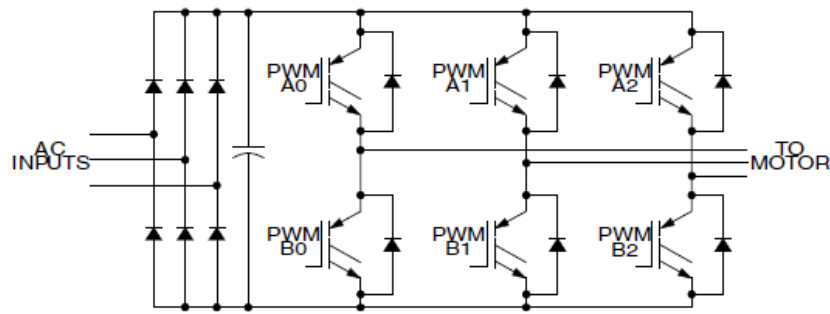 PWM
A0
PWM
A1
PWM
A2
AC
INPUTS
TO
MOTOR
PWM
B0
PWM
B1
PWM
B2